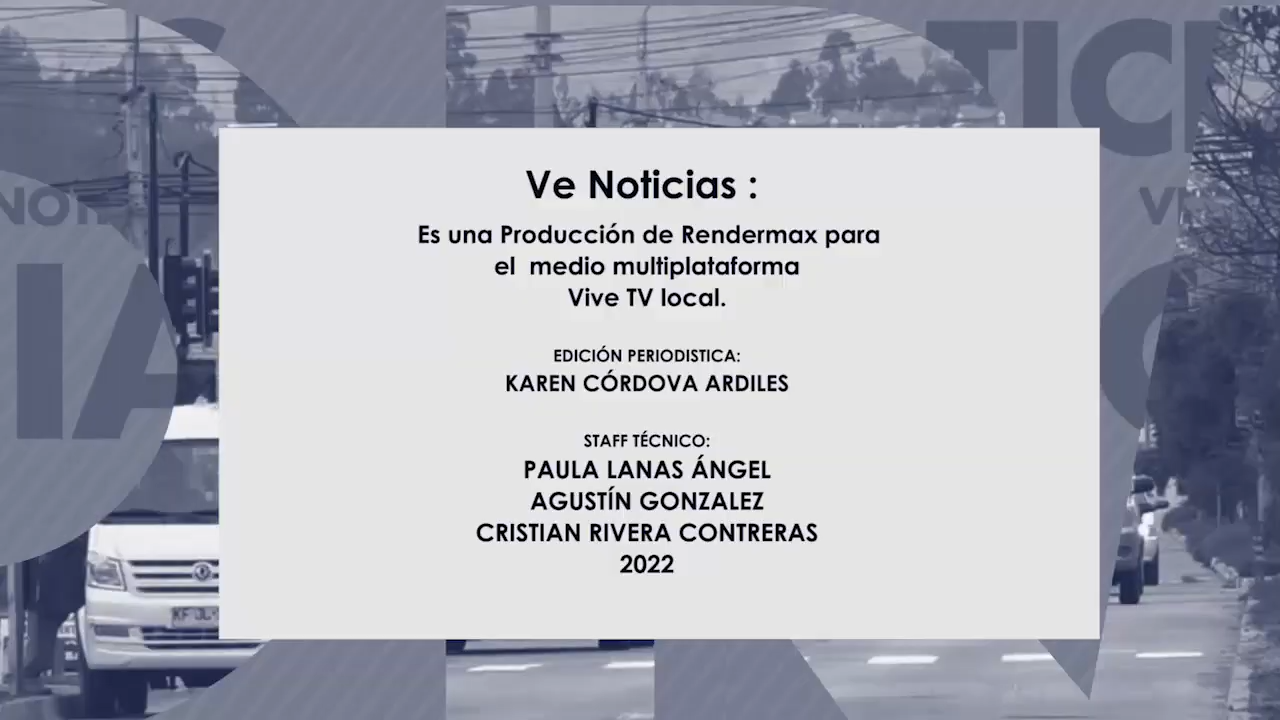 Ve Noticias :
Es una Producción de Rendermax para
el medio multiplataforma
Vive TV local.
EDICIÓN PERIODISTICA:
KAREN CÓRDOVA ARDILES
STAFF TÉCNICO:
PAULA LANAS ÁNGEL
AGUSTÍN GONZALEZ
CRISTIAN RIVERA CONTRERAS
2022